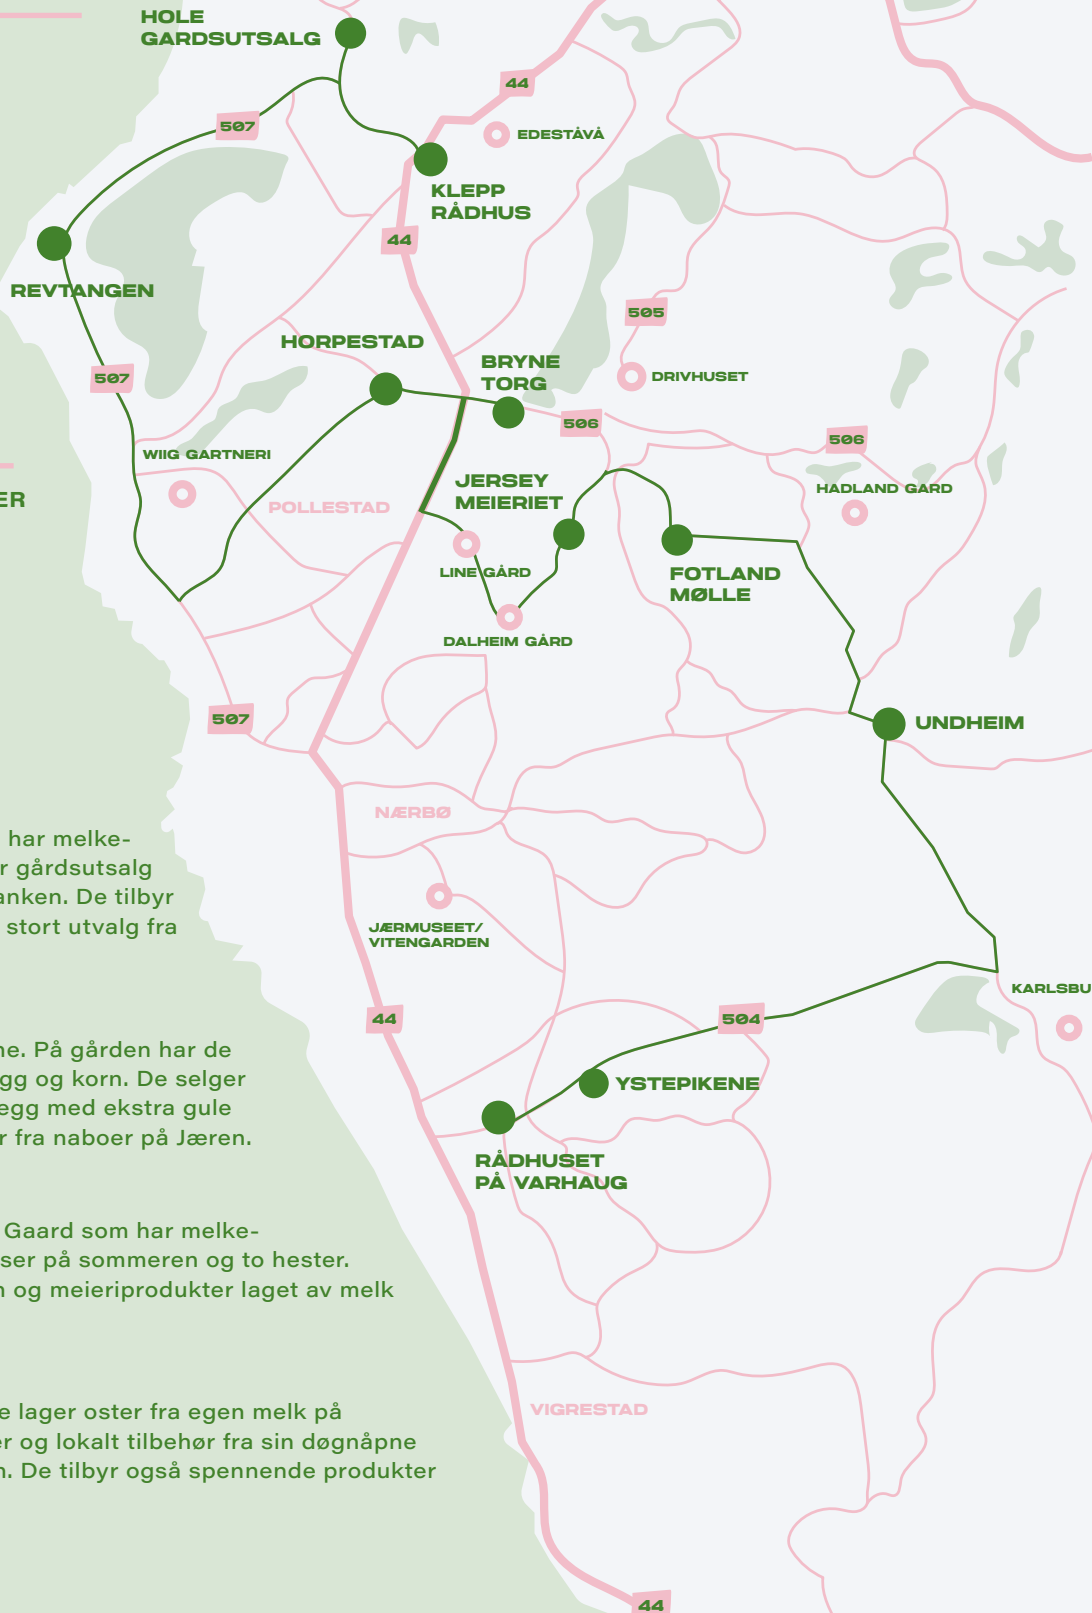 HOLE
GARDSUTSALG
44
507
EDESTÅVÅ
KLEPP
RÅDHUS
44
REVTANGEN
505
HORPESTAD
BRYNE
TORG
507
DRIVHUSET
506
506
WIIG GARTNERI
JERSEY
MEIERIET
HADLAND GARD
ER
POLLESTAD
LINE GÅRD
FOTLAND
MØLLE
DALHEIM GÅRD
507
UNDHEIM
NÆRBØ
har melke-
r gårdsutsalg
anken. De tilbyr
stort utvalg fra
JÆRMUSEET/
VITENGARDEN
KARLSBU
44
504
ne. På gården har de
gg og korn. De selger
egg med ekstra gule
r fra naboer på Jæren.
YSTEPIKENE
RÅDHUSET
PÅ VARHAUG
Gaard som har melke-
ser på sommeren og to hester.
n og meieriprodukter laget av melk
VIGRESTAD
e lager oster fra egen melk på
er og lokalt tilbehør fra sin døgnåpne
n. De tilbyr også spennende produkter
44